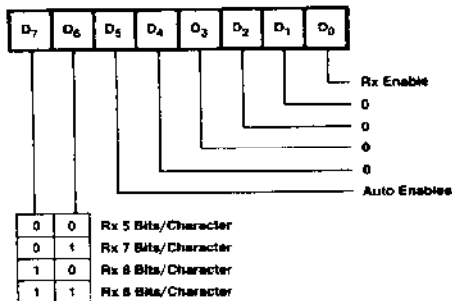 D7 D6 D5 D4 D3 D2 D1 D0
Rx Enable
0
0
0
0
Auto Enables
0 0 Rx 5 Bits/Character
0 1 Rx 7 Bits/Character
1 0 Rx 6 Bits/Character
1 1 Rx 8 Bits/Character